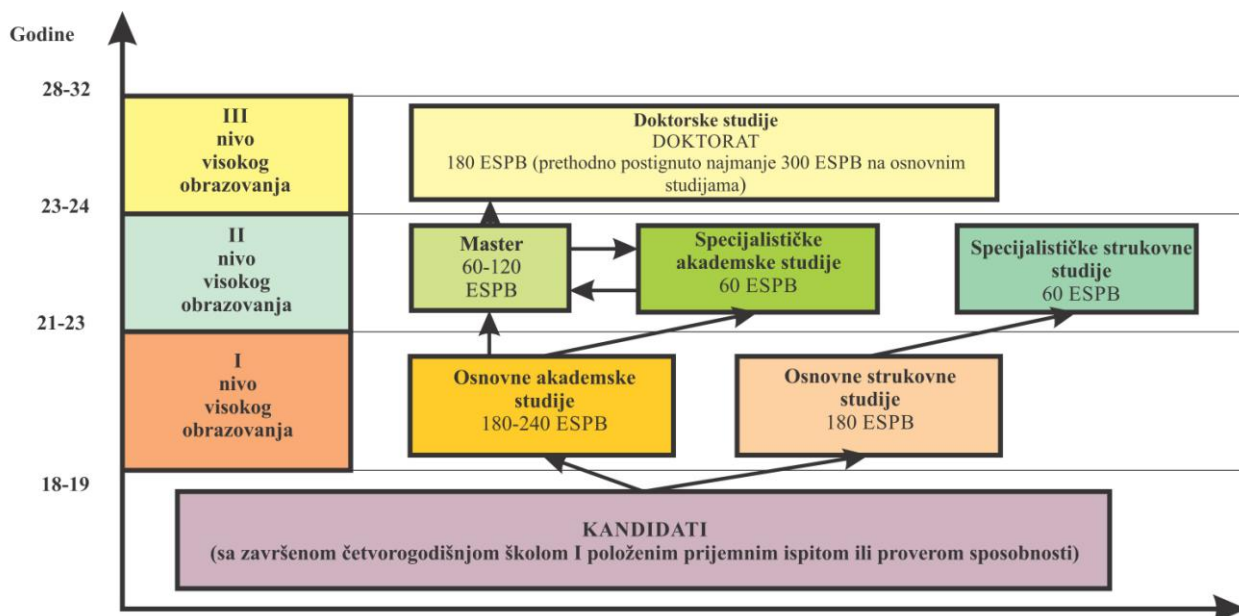 Godine
28-32
III
nivo
visokog
obrazovanja
Doktorske studije
DOKTORAT
180 ESPB (prethodno postignuto najmanje 300 ESPB na osnovnim
studijama)
23-24
II
nivo
visokog
obrazovanja
Master
60-120
ESPB
Specijalističke
akademske studije
60 ESPB
Specijalističke strukovne
studije
60 ESPB
21-23
I
nivo
visokog
obrazovanja
Osnovne akademske
studije
180-240 ESPB
Osnovne strukovne
studije
180 ESPB
18-19
KANDIDATI
(sa završenom četvorogodišnjom školom I položenim prijemnim ispitom ili proverom sposobnosti)